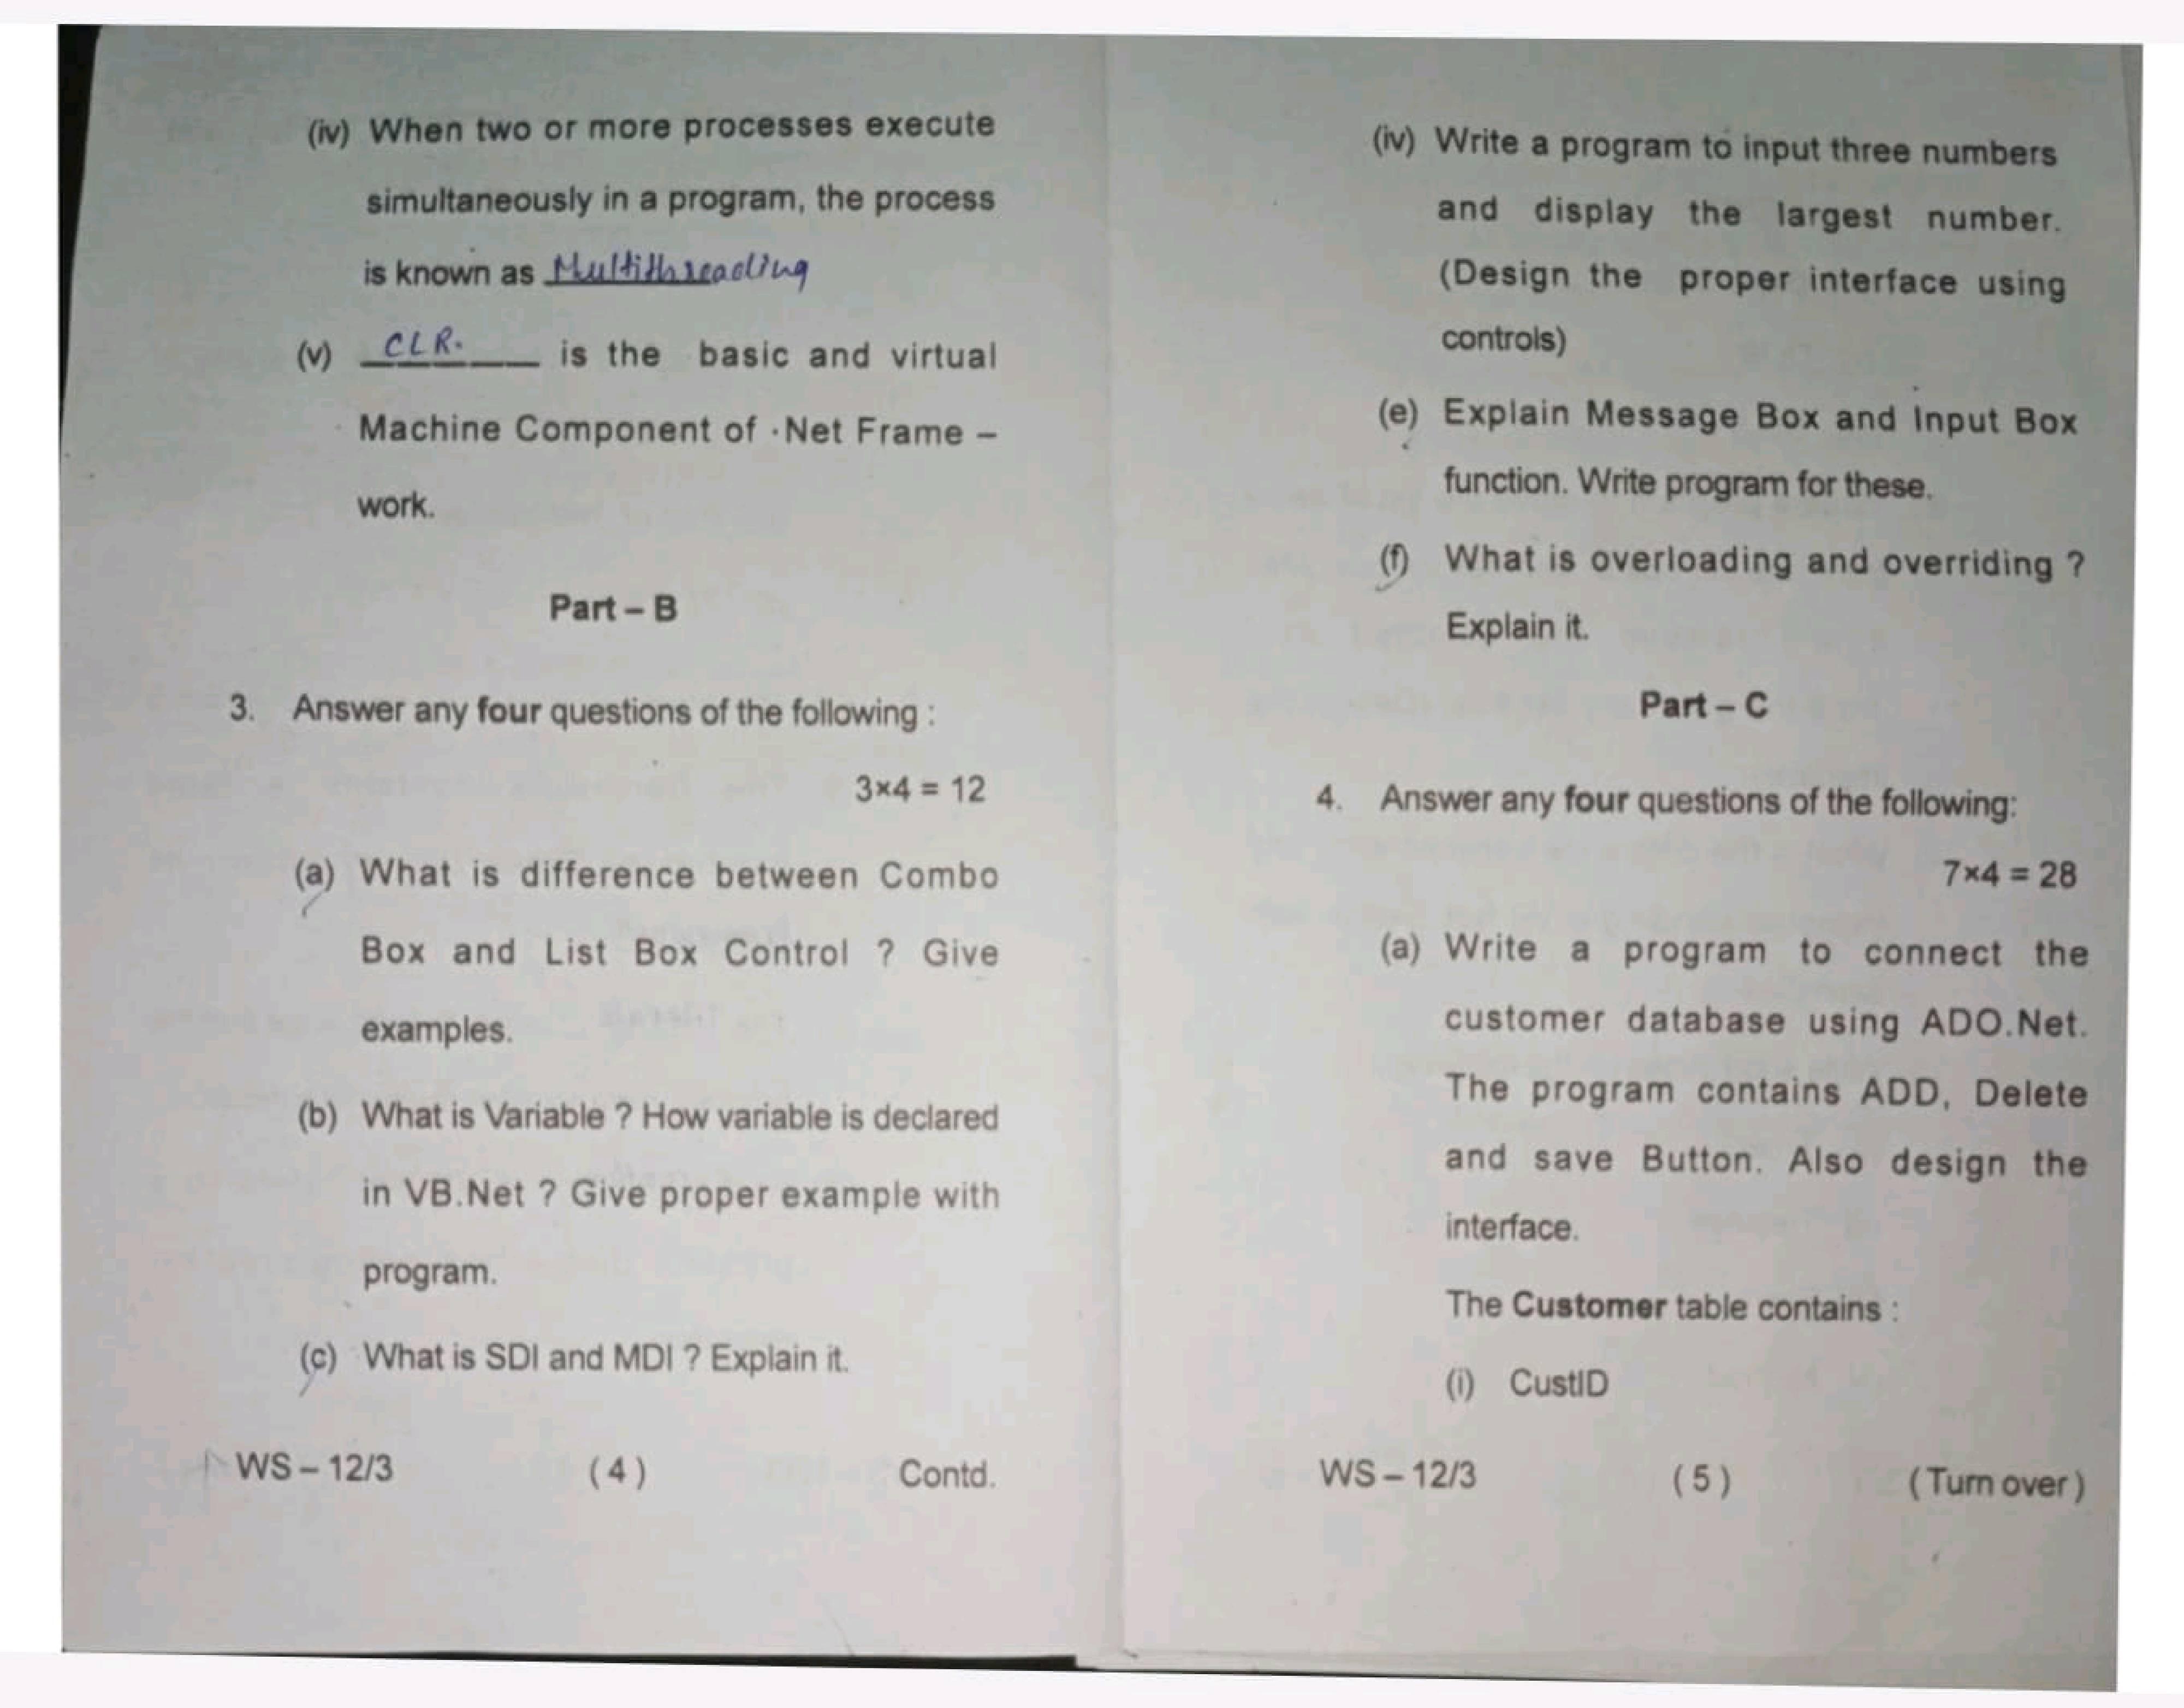 (iv) When two or more processes execute
simultaneously in a program, the process
is known as Multithreading
(v) CLR. is the basic and virtual
Machine Component of ·Net Frame –
work.
Part – B
3. Answer any four questions of the following :
3×4 = 12
(a) What is difference between Combo
Box and List Box Control ? Give
examples.
(b) What is Variable ? How variable is declared
in VB.Net ? Give proper example with
program.
(c) What is SDI and MDI ? Explain it.
WS – 12/3 (4) Contd.
(iv) Write a program to input three numbers
and display the largest number.
(Design the proper interface using
controls)
(e) Explain Message Box and Input Box
function. Write program for these.
(f) What is overloading and overriding ?
Explain it.
Part – C
4. Answer any four questions of the following:
7×4 = 28
(a) Write a program to connect the
customer database using ADO.Net.
The program contains ADD, Delete
and save Button. Also design the
interface.
The Customer table contains :
(i) CustID
WS – 12/3 (5) (Turn over)